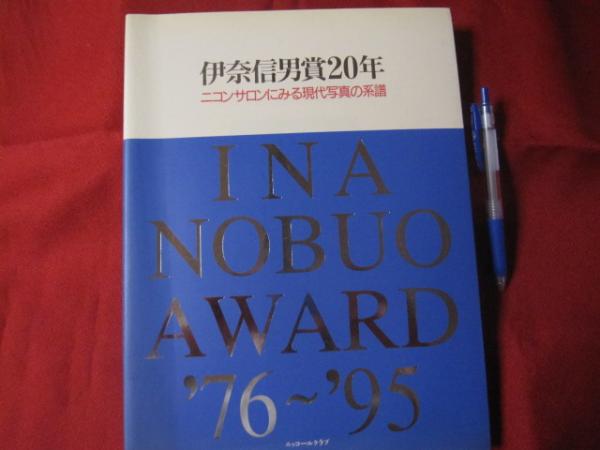 伊奈信男賞20年
ニコンサロンにみる現代写真の系譜
INA
NOBUO
AWARD
'76~'95
ニッコールクラブ